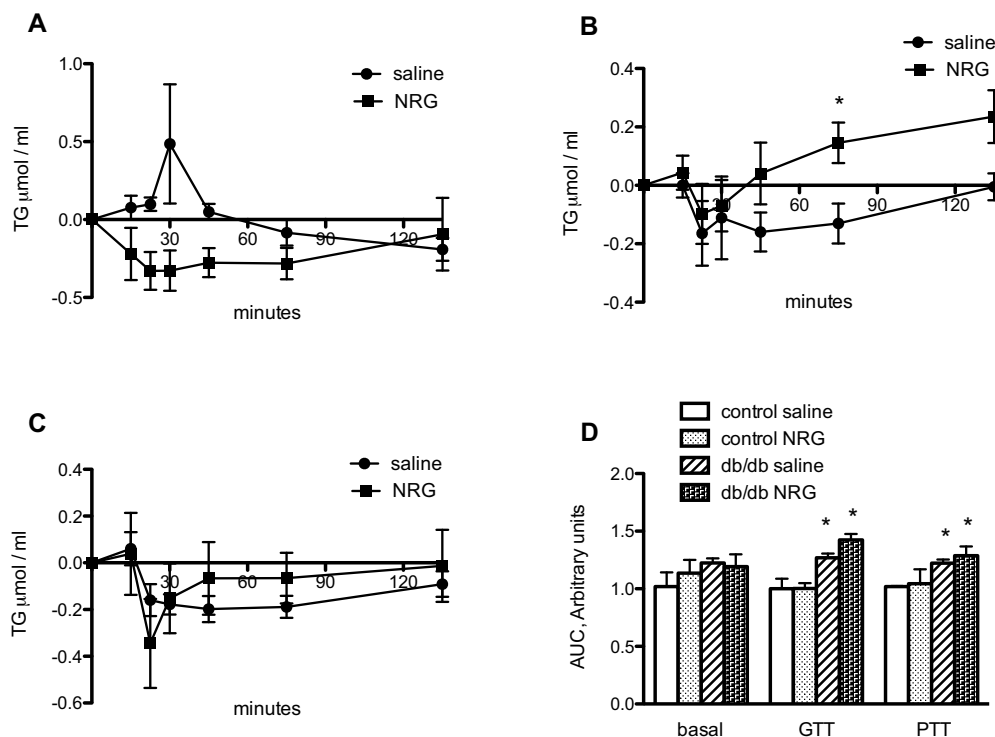 A
saline
NRG
1.0
0.5
0.0
-0.5
TG µmol / ml
30
60
90
120
minutes
B
saline
NRG
*
0.4
0.2
0.0
-0.2
-0.4
TG µmol / ml
30
60
90
120
minutes
C
saline
NRG
0.4
0.2
0.0
-0.2
-0.4
-0.6
TG µmol / ml
30
60
90
120
minutes
D
control saline
control NRG
db/db saline
db/db NRG
2.0
1.5
1.0
0.5
0.0
AUC, Arbitrary units
* *
* *
basal GTT PTT